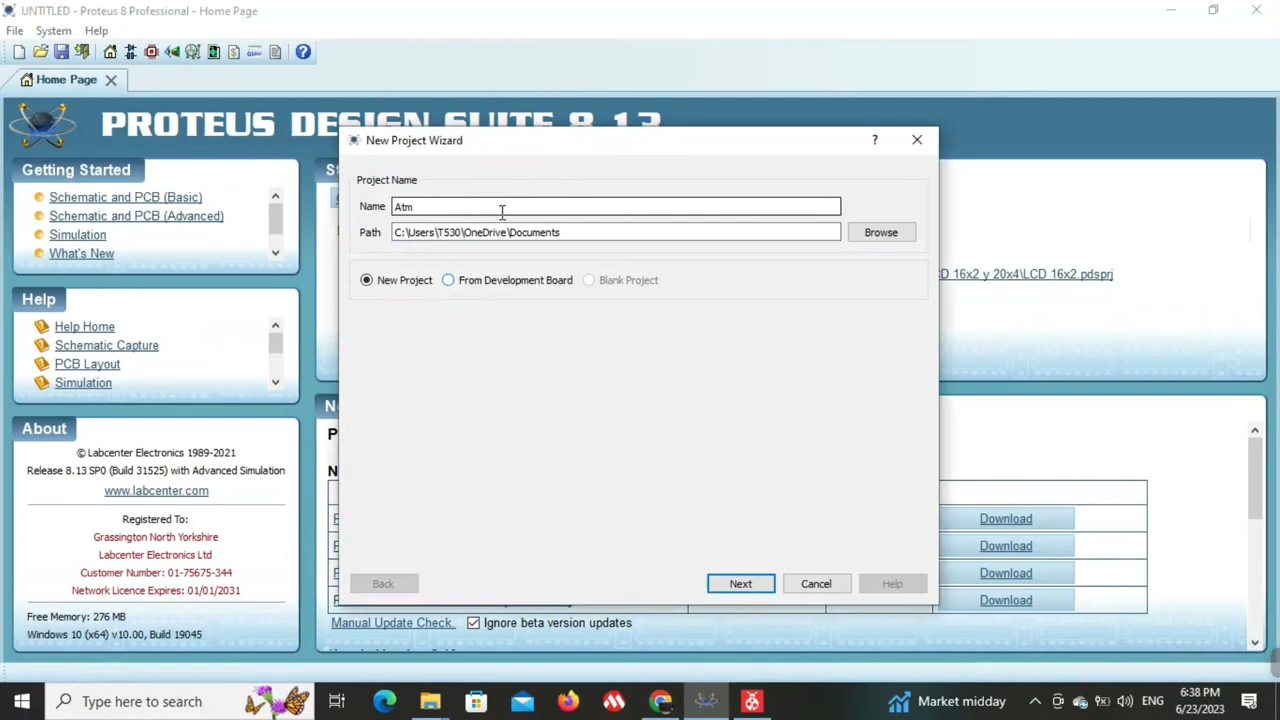 UNTITLED - Proteus 8 Professional - Home Page
File System Help
Home Page
PROTEUS DESIGN SUITE 8.13
New Project Wizard
?
Getting Started
Schematic and PCB (Basic)
Schematic and PCB (Advanced)
Simulation
What's New
Project Name
Name Atm
Path C:\Users\T530\OneDrive\Documents Browse
New Project From Development Board Blank Project
CD 16x2 y 20x4\LCD 16x2.pdsprj
Help
Help Home
Schematic Capture
PCB Layout
Simulation
About
© Labcenter Electronics 1989-2021
Release 8.13 SP0 (Build 31525) with Advanced Simulation
www.labcenter.com
Registered To:
Grassington North Yorkshire
Labcenter Electronics Ltd
Customer Number: 01-75675-344
Network Licence Expires: 01/01/2031
Free Memory: 276 MB
Windows 10 (x64) v10.00, Build 19045
Download
Download
Download
Download
Back Next Cancel Help
Manual Update Check. Ignore beta version updates
Type here to search
Market midday
ENG
6:38 PM
6/23/2023